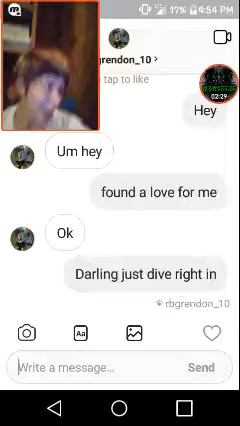 17% 4:54 PM
rgrendon_10 >
tap to like
02:29
Hey
Um hey
found a love for me
Ok
Darling just dive right in
rbgrendon_10
Aa
Write a message...
Send